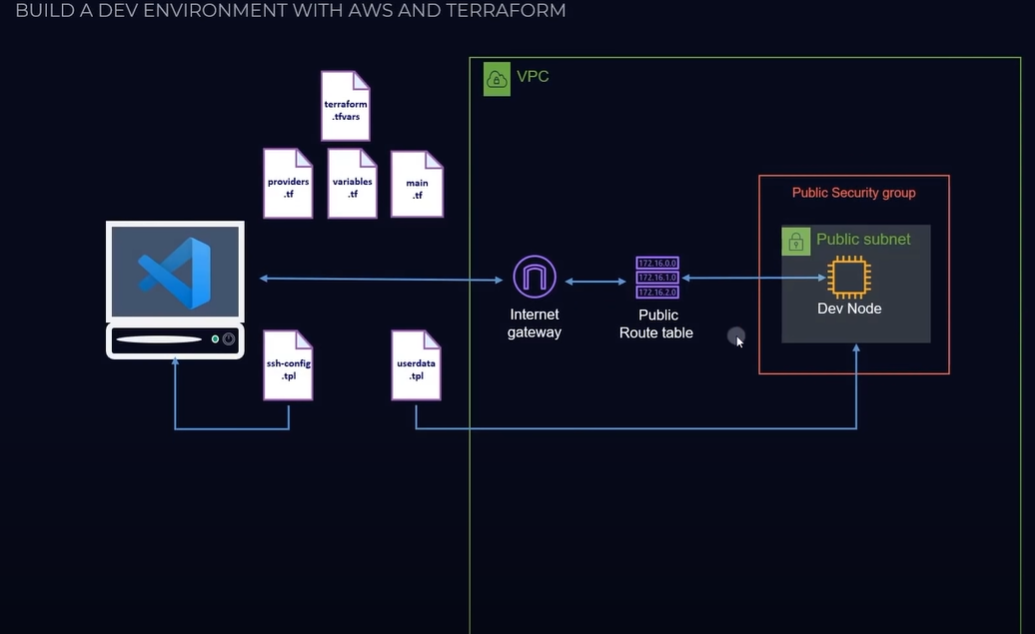 BUILD A DEV ENVIRONMENT WITH AWS AND TERRAFORM
VPC
terraform
.tfvars
providers
.tf
variables
.tf
main
.tf
Public Security group
Public subnet
Dev Node
172.16.0.0
172.16.1.0
172.16.2.0
Internet
gateway
Public
Route table
ssh-config
.tpl
userdata
.tpl